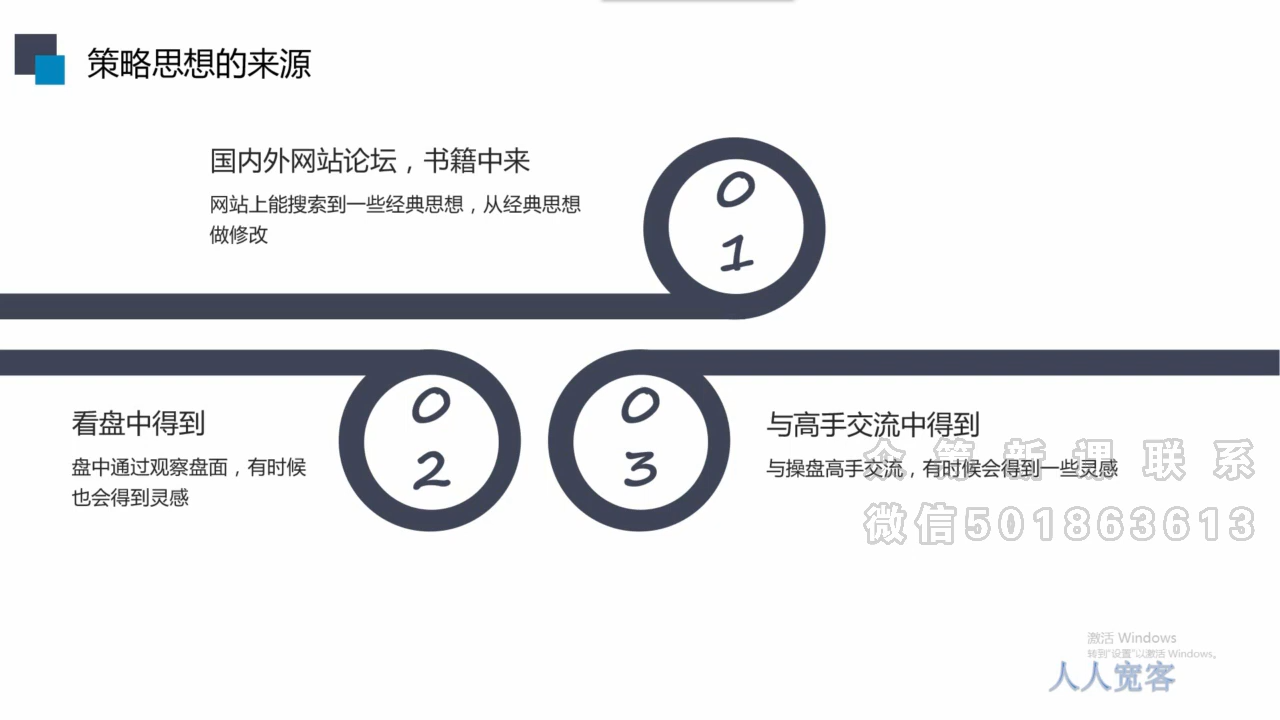 策略思想的来源
国内外网站论坛，书籍中来
网站上能搜索到一些经典思想，从经典思想
做修改
0
1
0
2
0
3
看盘中得到
盘中通过观察盘面，有时候
也会得到灵感
与高手交流中得到
与操盘高手交流，有时候会得到一些灵感
众筹新课联系
微信501863613
激活 Windows
转到"设置"以激活 Windows。
人人宽客